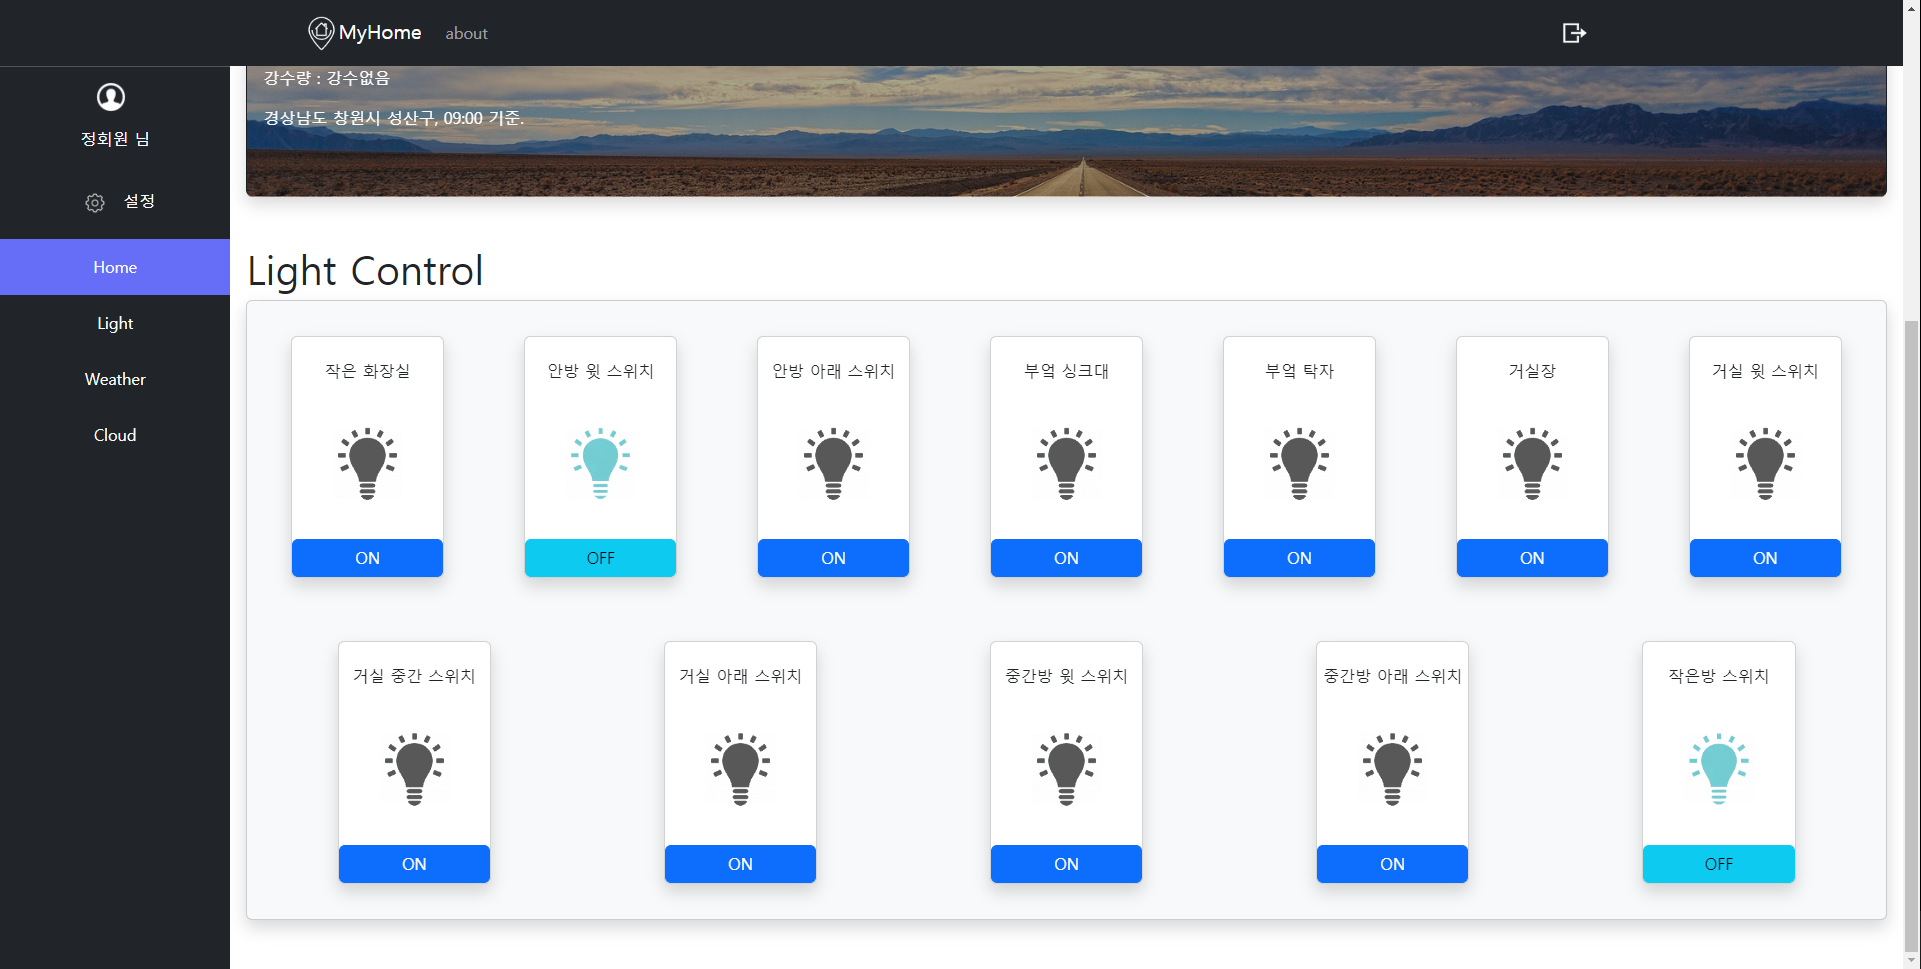 MyHome about
강수량 : 강수없음
경상남도 창원시 성산구, 09:00 기준.
정회원 님
설정
Home
Light
Weather
Cloud
Light Control
작은 화장실
ON
안방 윗 스위치
OFF
안방 아래 스위치
ON
부엌 싱크대
ON
부엌 탁자
ON
거실장
ON
거실 윗 스위치
ON
거실 중간 스위치
ON
거실 아래 스위치
ON
중간방 윗 스위치
ON
중간방 아래 스위치
ON
작은방 스위치
OFF